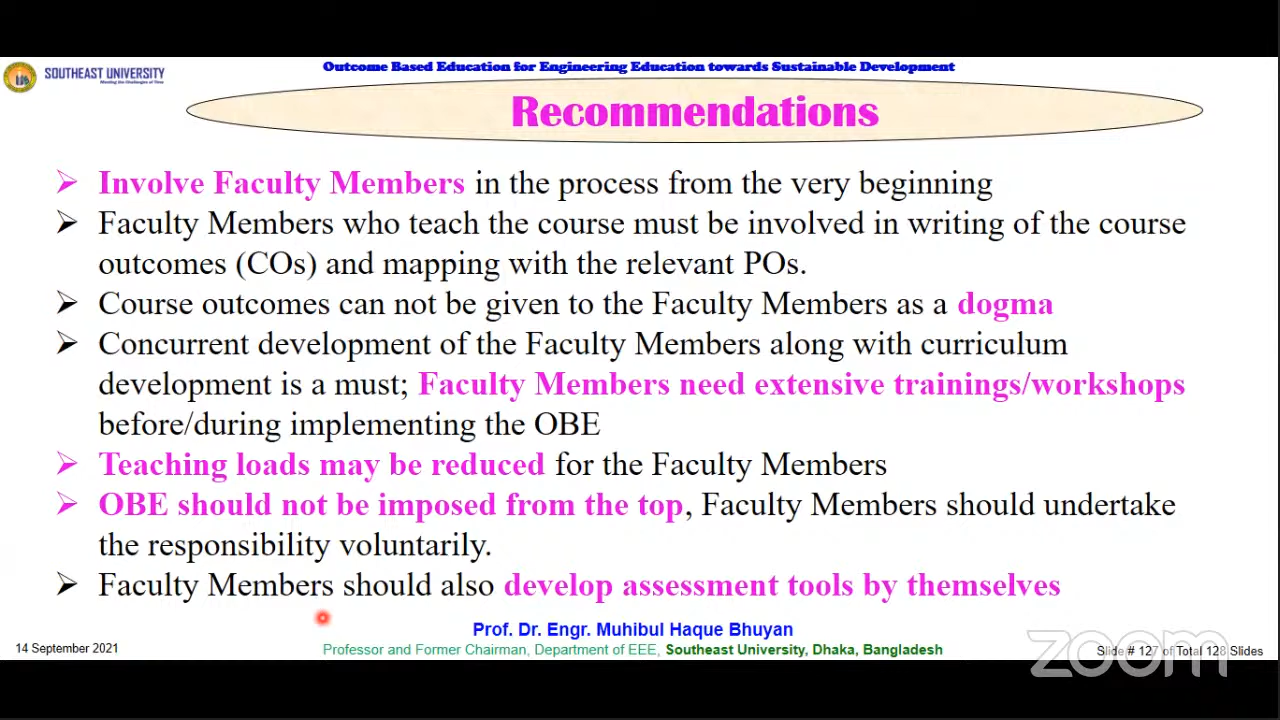 SOUTHEAST UNIVERSITY
Outcome Based Education for Engineering Education towards Sustainable Development
Recommendations
➢ Involve Faculty Members in the process from the very beginning
➢ Faculty Members who teach the course must be involved in writing of the course
outcomes (COs) and mapping with the relevant POs.
➢ Course outcomes can not be given to the Faculty Members as a dogma
➢ Concurrent development of the Faculty Members along with curriculum
development is a must; Faculty Members need extensive trainings/workshops
before/during implementing the OBE
➢ Teaching loads may be reduced for the Faculty Members
➢ OBE should not be imposed from the top, Faculty Members should undertake
the responsibility voluntarily.
➢ Faculty Members should also develop assessment tools by themselves
Prof. Dr. Engr. Muhibul Haque Bhuyan
14 September 2021
Professor and Former Chairman, Department of EEE, Southeast University, Dhaka, Bangladesh
Slide # 127 of Total 128 Slides
zoom